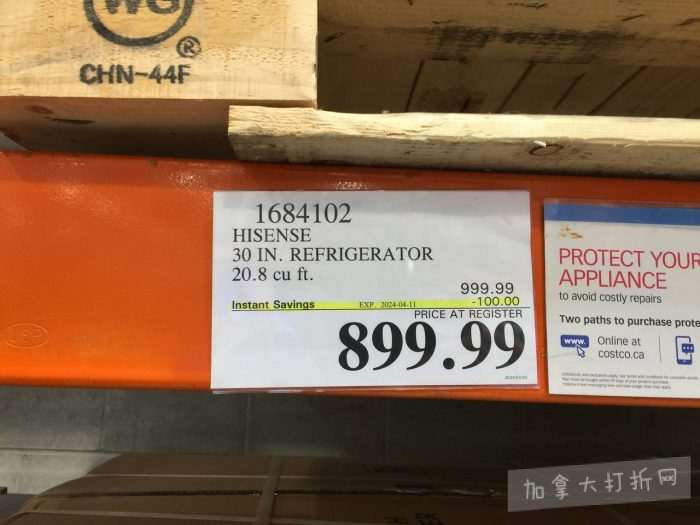 WG
®
CHN-44F
1684102
HISENSE
30 IN. REFRIGERATOR
20.8 cu ft.
999.99
Instant Savings EXP. 2024-04-11 -100.00
PRICE AT REGISTER
899.99
PROTECT YOUR
APPLIANCE
to avoid costly repairs
Two paths to purchase prote
www. Online at
costco.ca
加拿大打折网